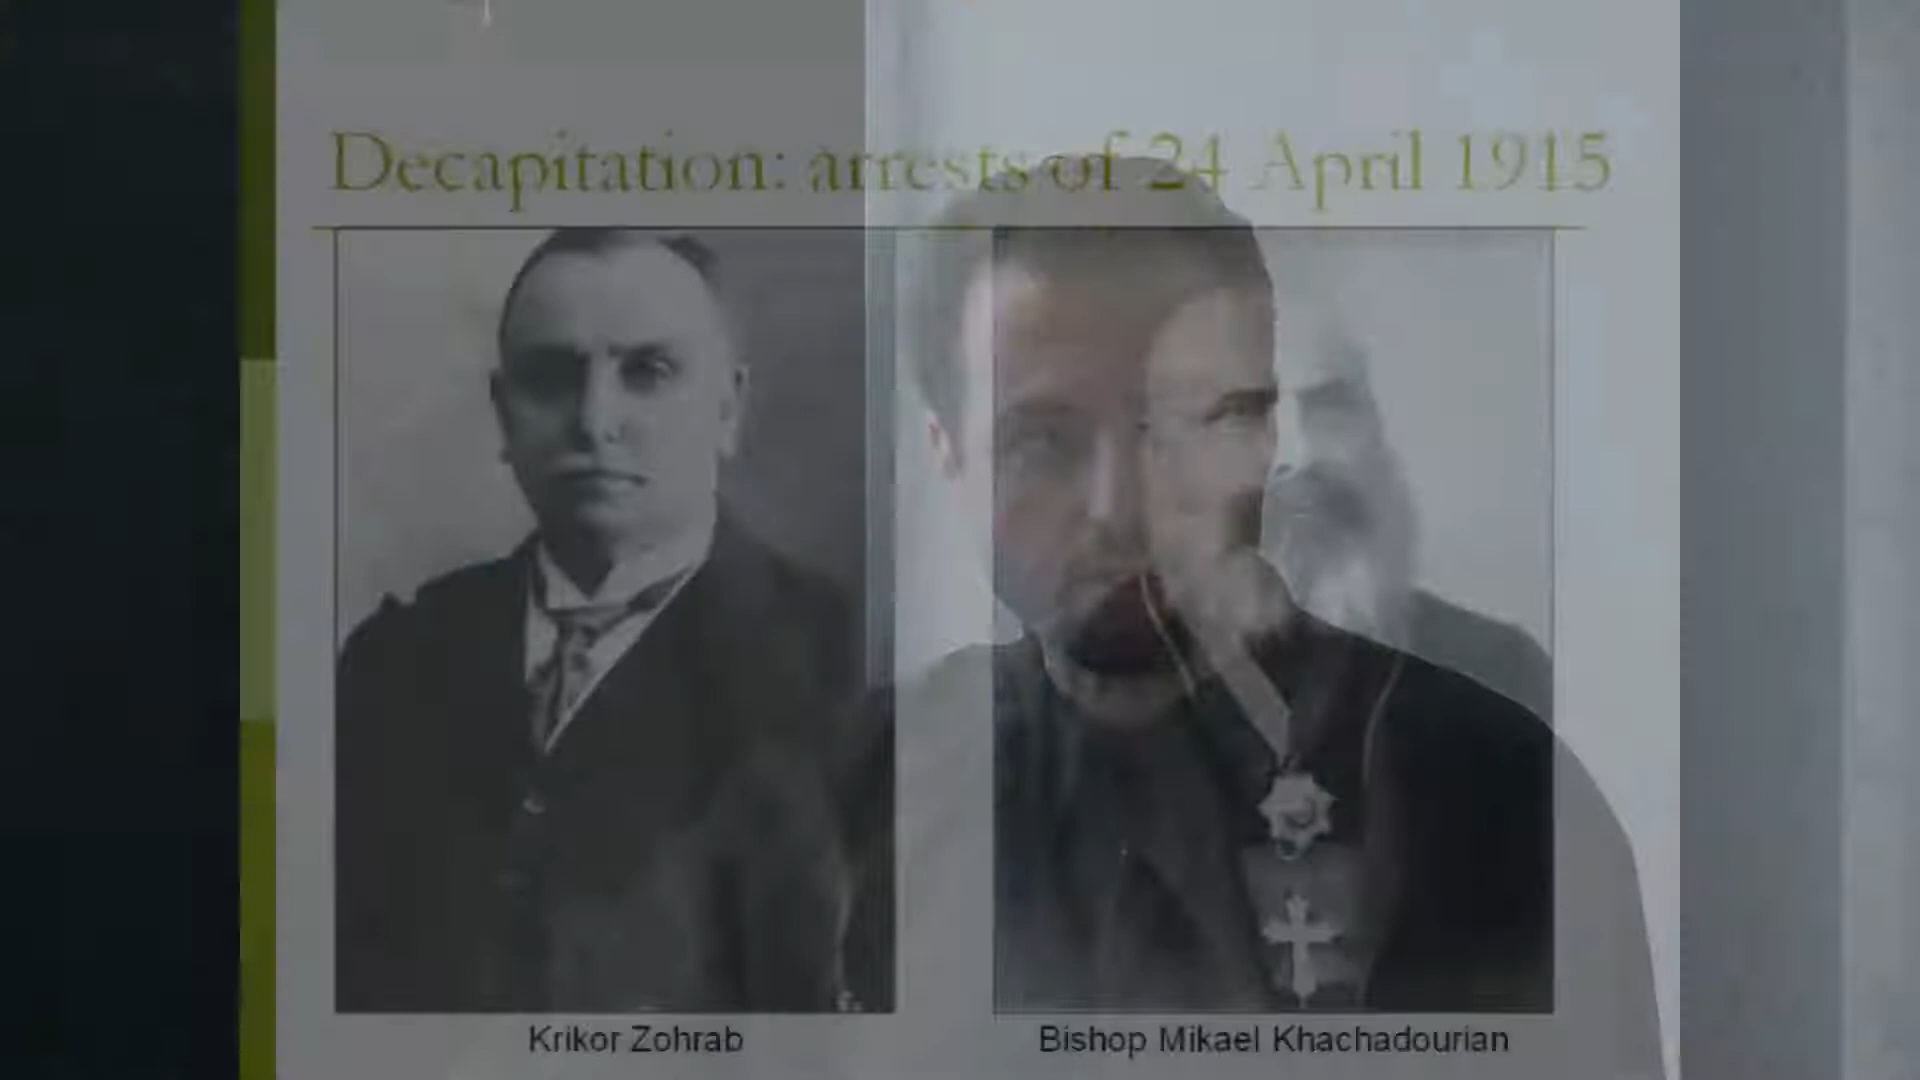 Decapitation: arrests of 24 April 1915
Krikor Zohrab
Bishop Mikael Khachadourian